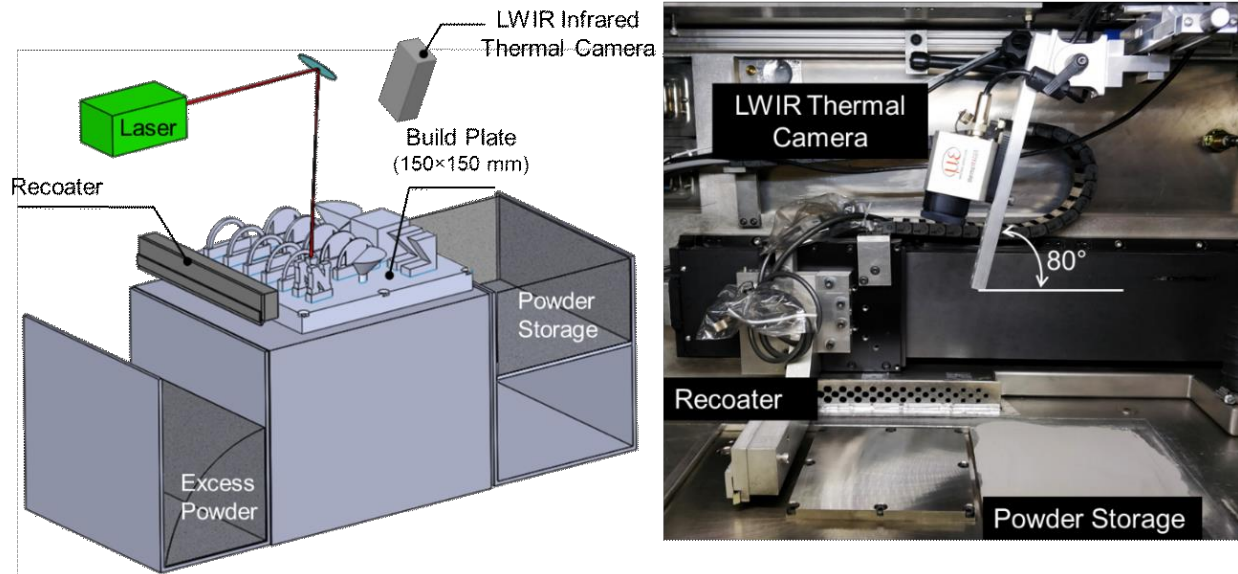 LWIR Infrared
Thermal Camera
Laser
Build Plate
(150×150 mm)
Recoater
Powder
Storage
Excess
Powder
LWIR Thermal
Camera
80°
Recoater
Powder Storage